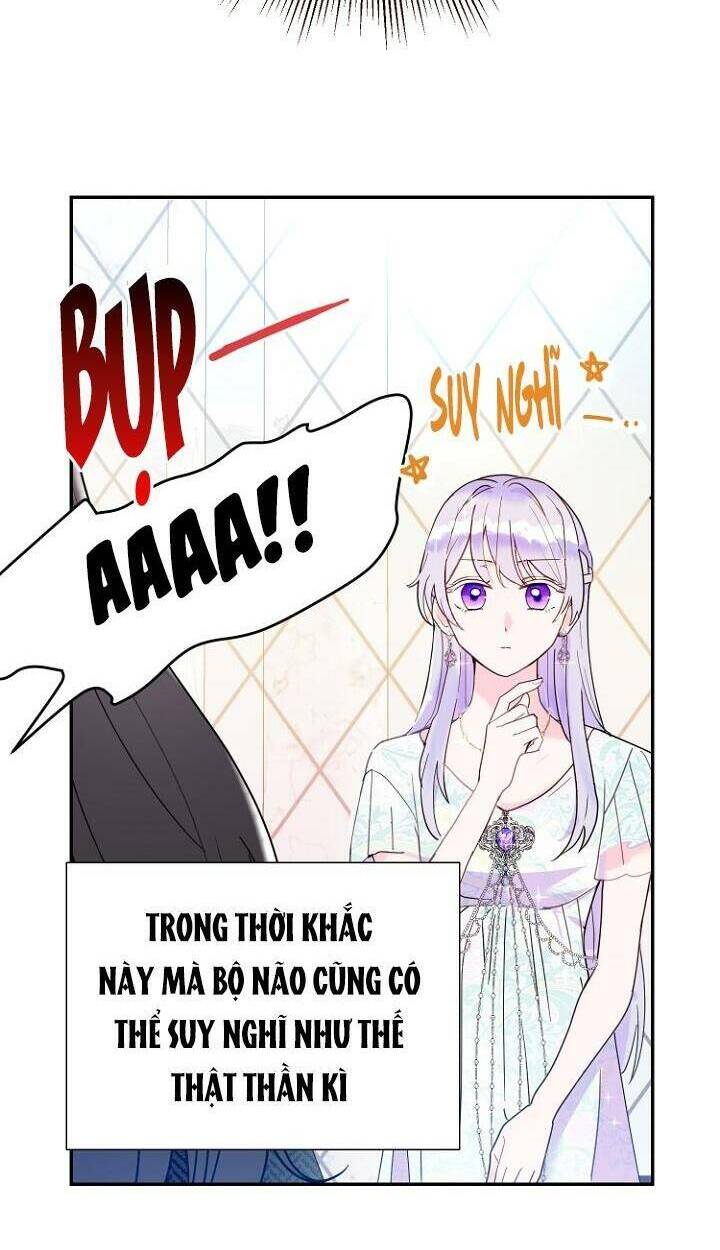 BỤP
SUY NGHĨ
AAAA!!
TRONG THỜI KHẮC
NÀY MÀ BỘ NÃO CŨNG CÓ
THỂ SUY NGHĨ NHƯ THẾ
THẬT THẦN KÌ